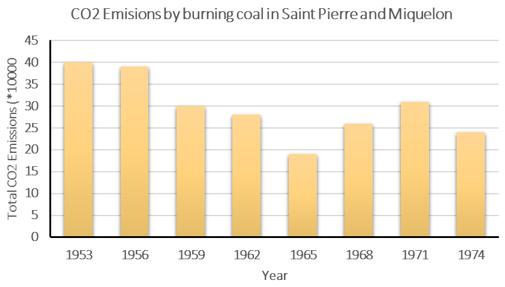 CO2 Emisions by burning coal in Saint Pierre and Miquelon
Total CO2 Emissions (*10000
45
40
35
30
25
20
15
10
5
0
1953 1956 1959 1962 1965 1968 1971 1974
Year